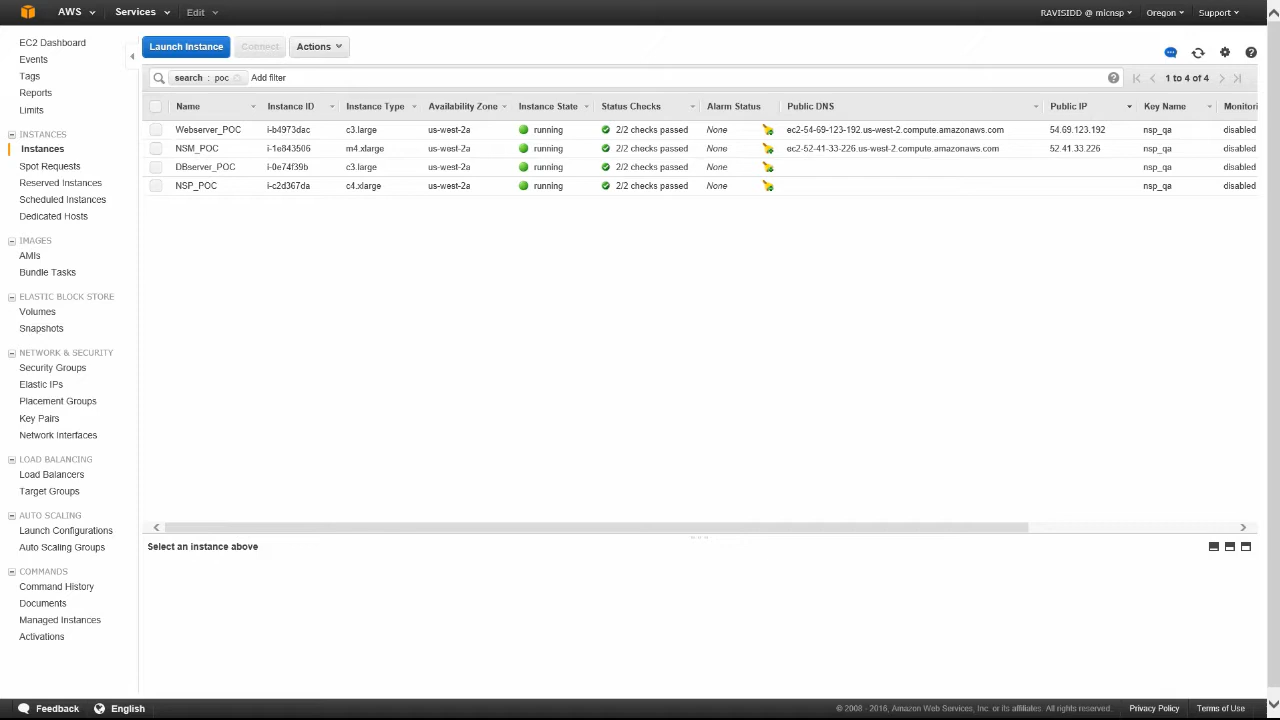 AWS Services Edit RAVISIDD @ micnsp Oregon Support
EC2 Dashboard
Events
Tags
Reports
Limits
INSTANCES
Instances
Spot Requests
Reserved Instances
Scheduled Instances
Dedicated Hosts
IMAGES
AMIs
Bundle Tasks
ELASTIC BLOCK STORE
Volumes
Snapshots
NETWORK & SECURITY
Security Groups
Elastic IPs
Placement Groups
Key Pairs
Network Interfaces
LOAD BALANCING
Load Balancers
Target Groups
AUTO SCALING
Launch Configurations
Auto Scaling Groups
COMMANDS
Command History
Documents
Managed Instances
Activations
Launch Instance Connect Actions
search : poc Add filter 1 to 4 of 4
Name Instance ID Instance Type Availability Zone Instance State Status Checks Alarm Status Public DNS Public IP Key Name Monitori
Webserver_POC i-b4973dac c3.large us-west-2a running 2/2 checks passed None ec2-54-69-123-192.us-west-2.compute.amazonaws.com 54.69.123.192 nsp_qa disabled
NSM_POC i-1e843506 m4.xlarge us-west-2a running 2/2 checks passed None ec2-52-41-33-226.us-west-2.compute.amazonaws.com 52.41.33.226 nsp_qa disabled
DBserver_POC i-0e74f39b c3.large us-west-2a running 2/2 checks passed None nsp_qa disabled
NSP_POC i-c2d367da c4.xlarge us-west-2a running 2/2 checks passed None nsp_qa disabled
Select an instance above
Feedback English © 2008 - 2016, Amazon Web Services, Inc. or its affiliates. All rights reserved. Privacy Policy Terms of Use